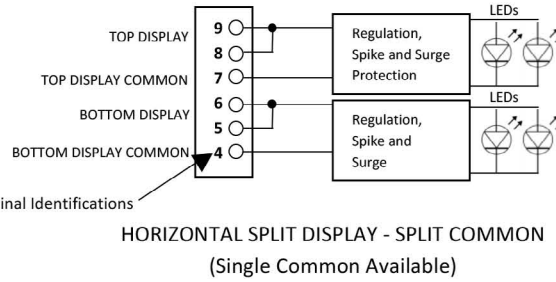 LEDs
TOP DISPLAY
9
8
Regulation,
Spike and Surge
Protection
TOP DISPLAY COMMON
7
LEDs
BOTTOM DISPLAY
6
5
Regulation,
Spike and
Surge
BOTTOM DISPLAY COMMON
4
inal Identifications
HORIZONTAL SPLIT DISPLAY - SPLIT COMMON
(Single Common Available)